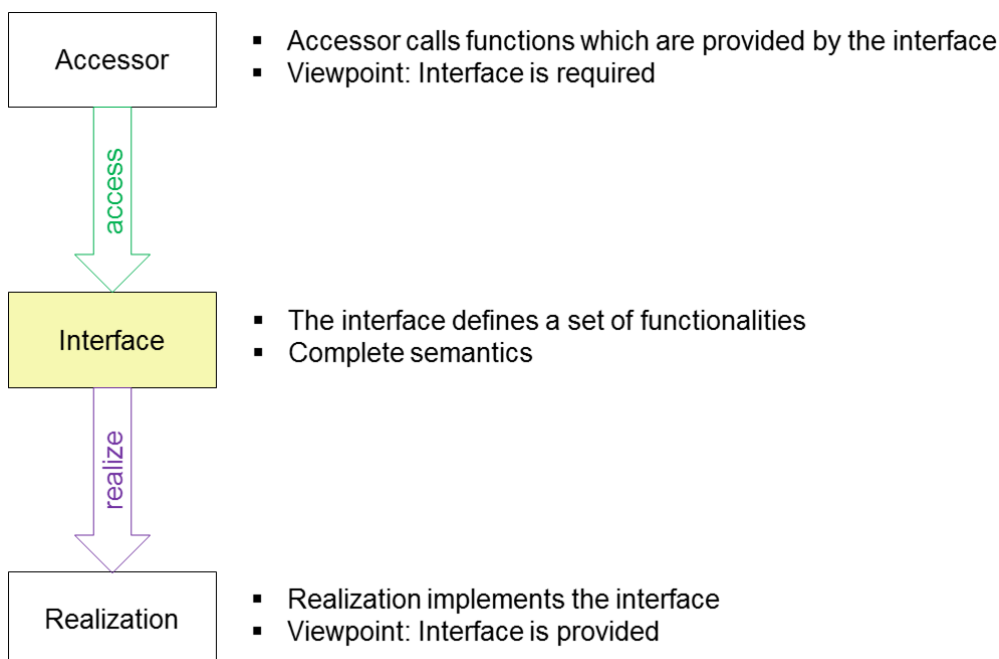 Accessor
▪ Accessor calls functions which are provided by the interface
▪ Viewpoint: Interface is required
access
Interface
▪ The interface defines a set of functionalities
▪ Complete semantics
realize
Realization
▪ Realization implements the interface
▪ Viewpoint: Interface is provided